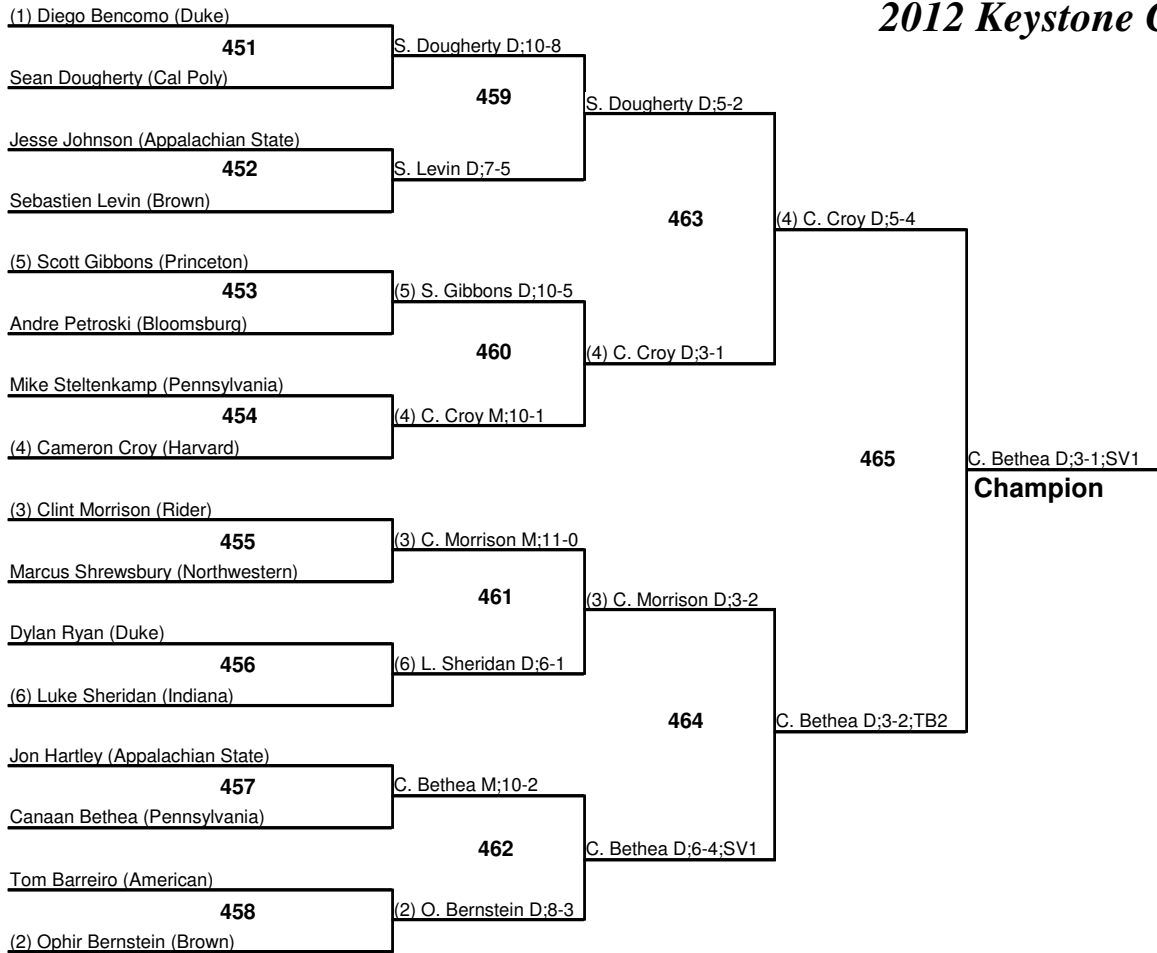 2012 Keystone C
(1) Diego Bencomo (Duke)
451
Sean Dougherty (Cal Poly)
Jesse Johnson (Appalachian State)
452
Sebastien Levin (Brown)
(5) Scott Gibbons (Princeton)
453
Andre Petroski (Bloomsburg)
Mike Steltenkamp (Pennsylvania)
454
(4) Cameron Croy (Harvard)
(3) Clint Morrison (Rider)
455
Marcus Shrewsbury (Northwestern)
Dylan Ryan (Duke)
456
(6) Luke Sheridan (Indiana)
Jon Hartley (Appalachian State)
457
Canaan Bethea (Pennsylvania)
Tom Barreiro (American)
458
(2) Ophir Bernstein (Brown)
S. Dougherty D;10-8
459
S. Levin D;7-5
(5) S. Gibbons D;10-5
460
(4) C. Croy M;10-1
(3) C. Morrison M;11-0
461
(6) L. Sheridan D;6-1
C. Bethea M;10-2
462
(2) O. Bernstein D;8-3
S. Dougherty D;5-2
463
(4) C. Croy D;3-1
(3) C. Morrison D;3-2
464
C. Bethea D;6-4;SV1
(4) C. Croy D;5-4
465
C. Bethea D;3-2;TB2
C. Bethea D;3-1;SV1
Champion